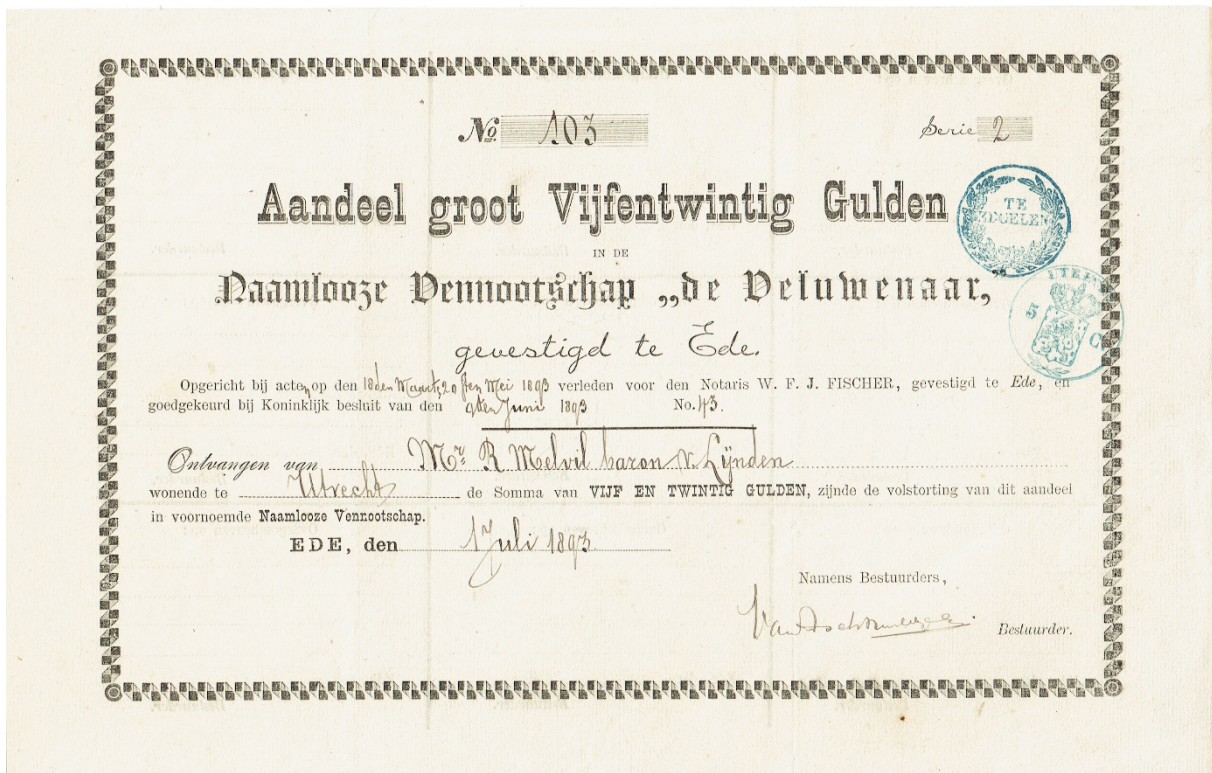 No 103 Serie 2
Aandeel groot Vijfentwintig Gulden
TE
ZEGELEN
IN DE
Naamlooze Vennootschap „de Veluwenaar,”
gevestigd te Ede.
Opgericht bij acten op den 18den Maart, 20sten Mei 1893 verleden voor den Notaris W. F. J. FISCHER, gevestigd te Ede, en
goedgekeurd bij Koninklijk besluit van den 9den Juni 1893 No. 43.
Ontvangen van Mr. R Melvil baron v. Lijnden
wonende te Utrecht de Somma van VIJF EN TWINTIG GULDEN, zijnde de volstorting van dit aandeel
in voornoemde Naamlooze Vennootschap.
EDE, den 1 Juli 1893.
Namens Bestuurders,
Bestuurder.